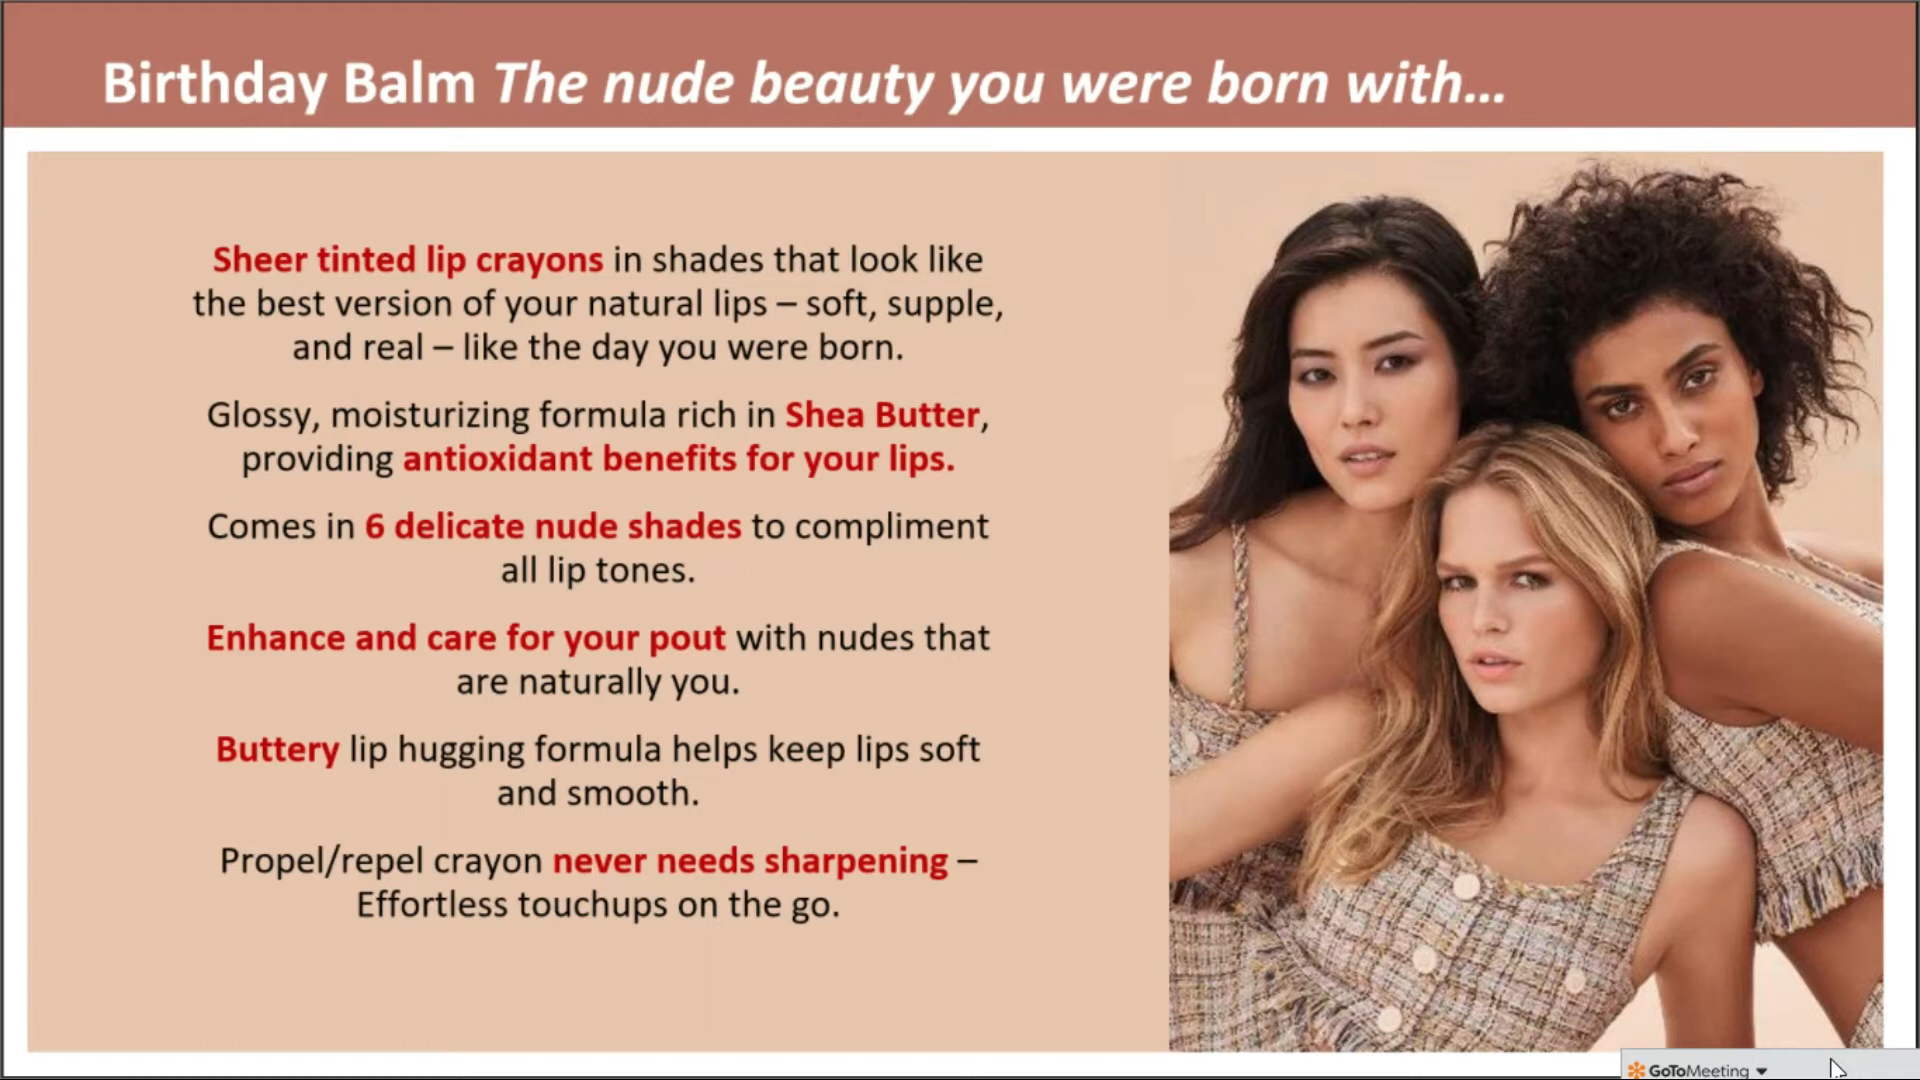 Birthday Balm The nude beauty you were born with...
Sheer tinted lip crayons in shades that look like
the best version of your natural lips – soft, supple,
and real – like the day you were born.
Glossy, moisturizing formula rich in Shea Butter,
providing antioxidant benefits for your lips.
Comes in 6 delicate nude shades to compliment
all lip tones.
Enhance and care for your pout with nudes that
are naturally you.
Buttery lip hugging formula helps keep lips soft
and smooth.
Propel/repel crayon never needs sharpening –
Effortless touchups on the go.
GoToMeeting